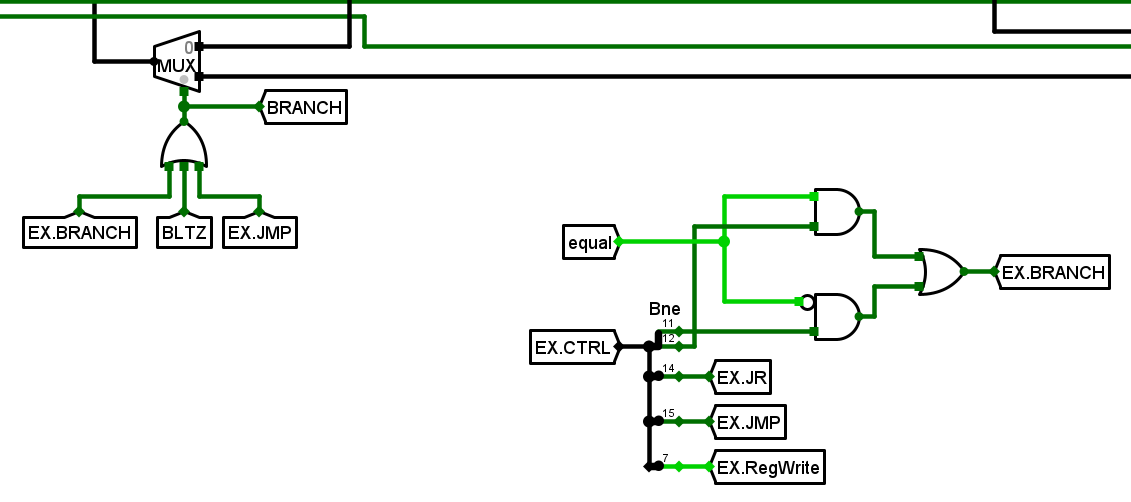 0
MUX
BRANCH
EX.BRANCH
BLTZ
EX.JMP
equal
EX.BRANCH
Bne
11
12
EX.CTRL
14
EX.JR
15
EX.JMP
7
EX.RegWrite